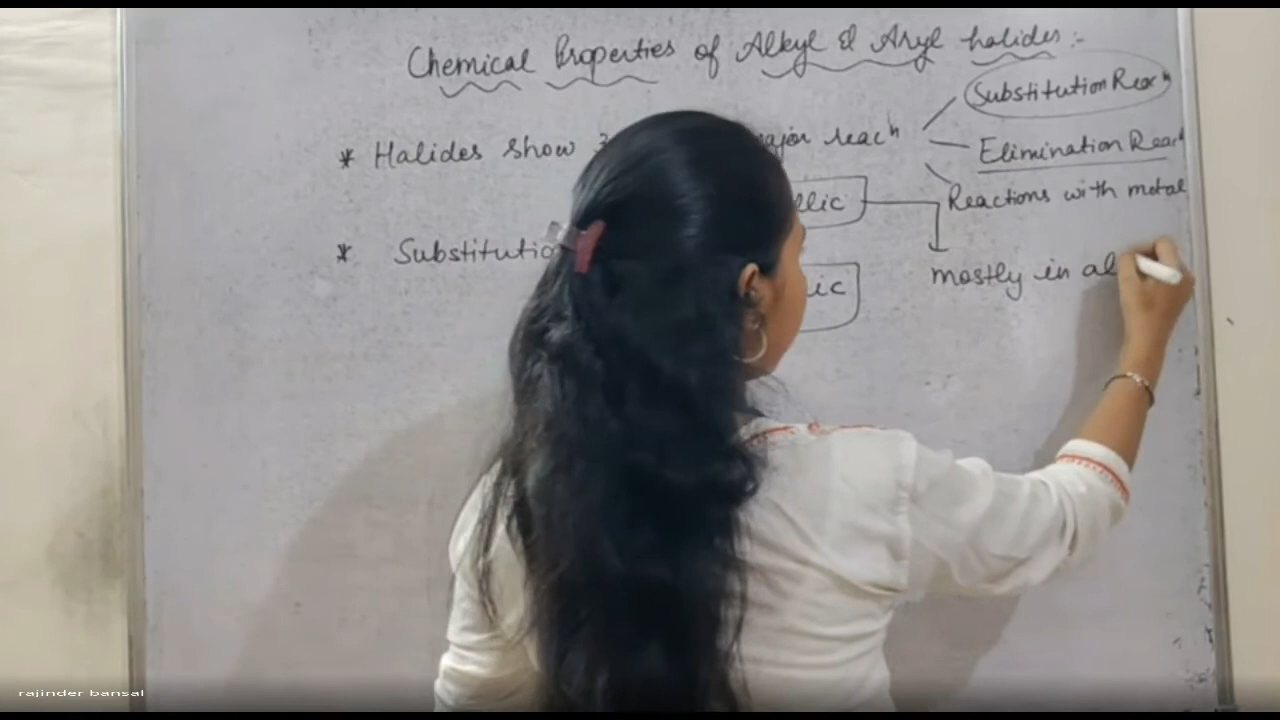 Chemical Properties of Alkyl & Aryl halides:-
* Halides show 3 major reacn
Substitution Reacn
Elimination Reac
Reactions with metal
llic
* Substitutio
ic
mostly in al
rajinder bansal